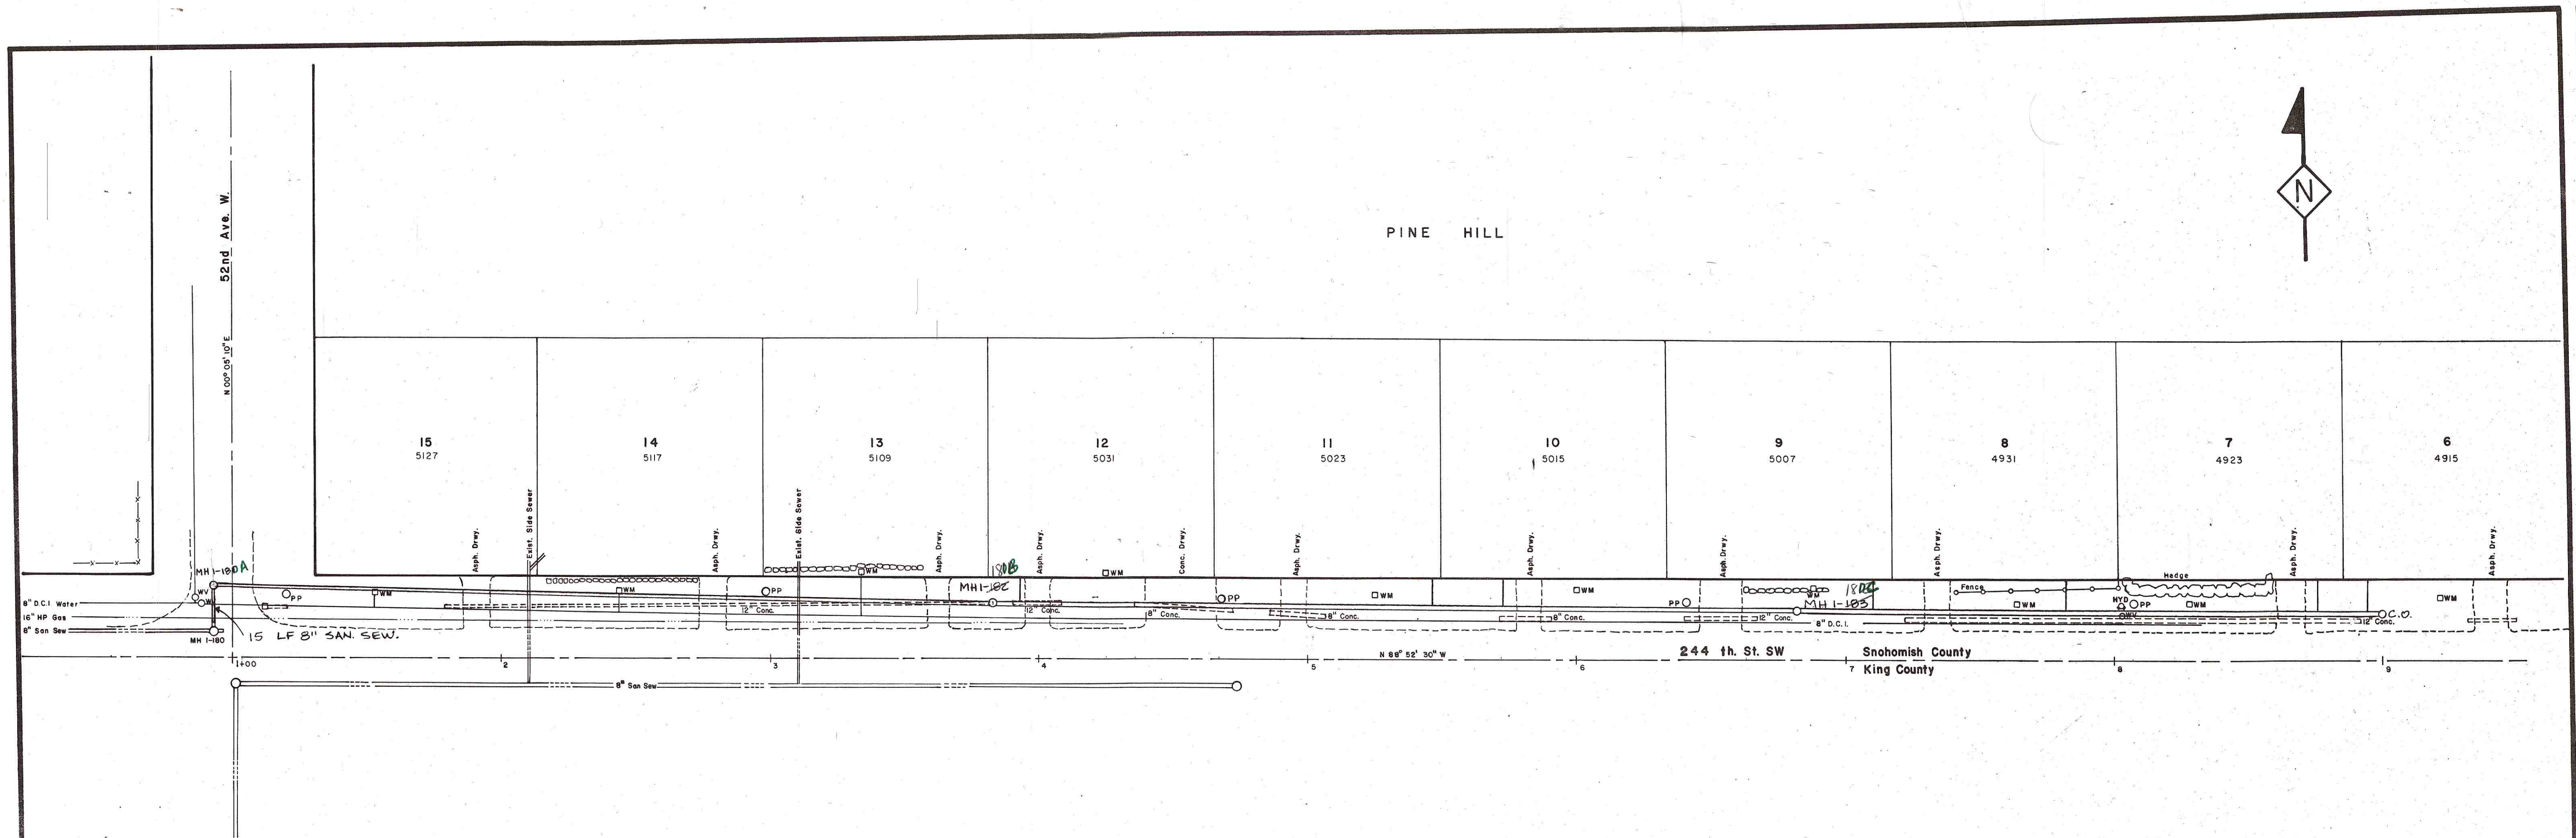 PINE HILL
N
52nd Ave. W.
N 00° 05' 10" E
15 14 13 12 11 10 9 8 7 6
5127 5117 5109 5031 5023 5015 5007 4931 4923 4915
Asph. Drwy.
Exist. Side Sewer
Asph. Drwy.
Exist. Side Sewer
Asph. Drwy.
Asph. Drwy.
Conc. Drwy.
Asph. Drwy.
Asph. Drwy.
Asph. Drwy.
Asph. Drwy.
Asph. Drwy.
Asph. Drwy.
MH 1-180A
WM
180B
WM
Hedge
MH1-182
WM
180C
Fence
WV
PP
WM
WM
PP
PP
WM
PP
WM
MH 1-183
WM
HYD
PP
WM
WM
8" D.C.I. Water
12" Conc.
12" Conc.
8" Conc.
8" Conc.
8" Conc.
12" Conc.
WV
C.O.
16" HP Gas
8" D.C.I.
12" Conc.
8" San Sew
MH 1-180
15 LF 8" SAN. SEW.
1+00 2 3 4 5 6 7 8 9
N 88° 52' 30" W
244 th. St. SW
Snohomish County
King County
8" San Sew